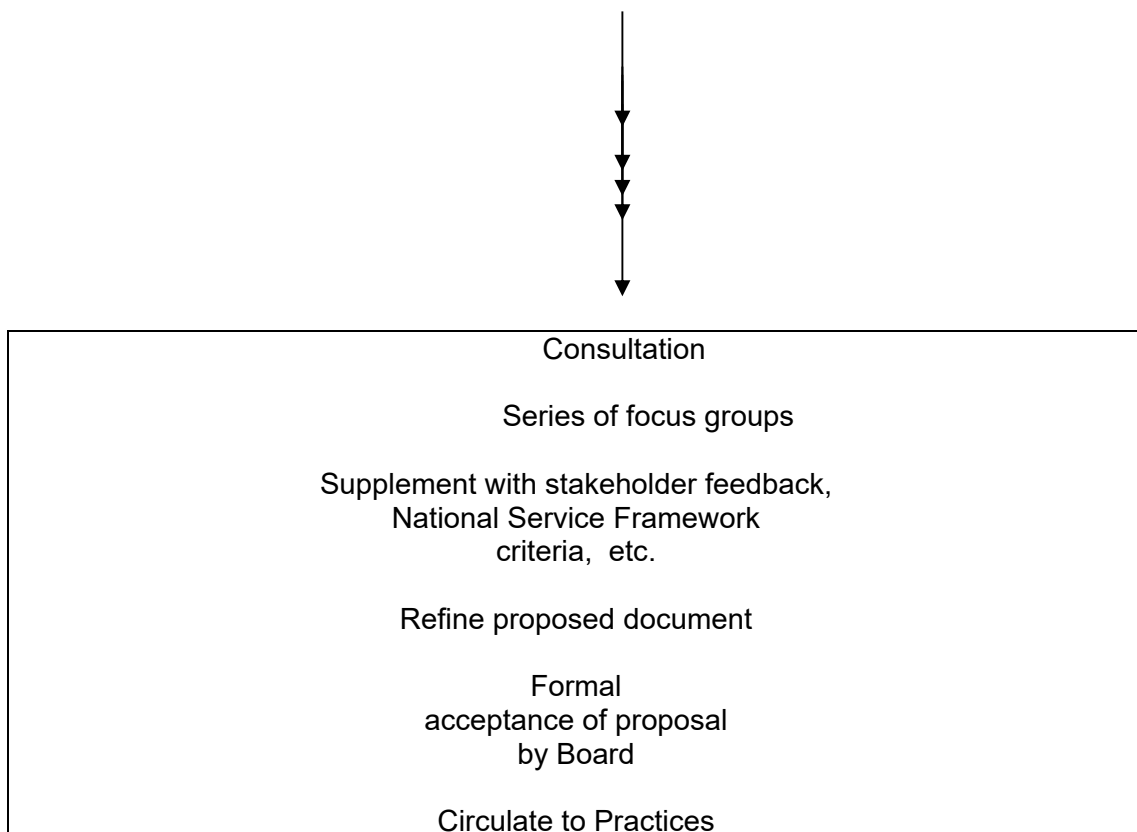 Consultation
Series of focus groups
Supplement with stakeholder feedback,
National Service Framework
criteria, etc.
Refine proposed document
Formal
acceptance of proposal
by Board
Circulate to Practices